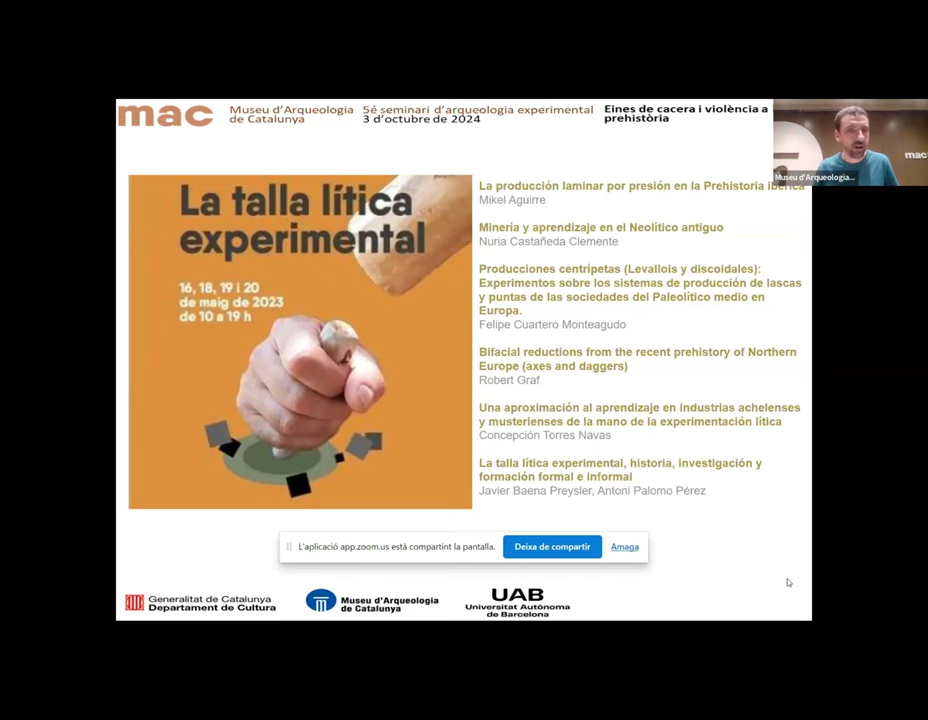 mac
Museu d'Arqueologia
de Catalunya
5é seminari d'arqueologia experimental
3 d'octubre de 2024
Eines de cacera i violència a
prehistòria
mac
Museu d'Arqueologia...
La talla lítica
experimental
16, 18, 19 i 20
de maig de 2023
de 10 a 19 h
La producción laminar por presión en la Prehistoria ibérica
Mikel Aguirre
Minería y aprendizaje en el Neolítico antiguo
Nuria Castañeda Clemente
Producciones centrípetas (Levallois y discoidales):
Experimentos sobre los sistemas de producción de lascas
y puntas de las sociedades del Paleolítico medio en
Europa.
Felipe Cuartero Monteagudo
Bifacial reductions from the recent prehistory of Northern
Europe (axes and daggers)
Robert Graf
Una aproximación al aprendizaje en industrias achelenses
y musterienses de la mano de la experimentación lítica
Concepción Torres Navas
La talla lítica experimental, historia, investigación y
formación formal e informal
Javier Baena Preysler, Antoni Palomo Pérez
L'aplicació app.zoom.us està compartint la pantalla.
Deixa de compartir
Amaga
Generalitat de Catalunya
Departament de Cultura
Museu d'Arqueologia
de Catalunya
UAB
Universitat Autònoma
de Barcelona